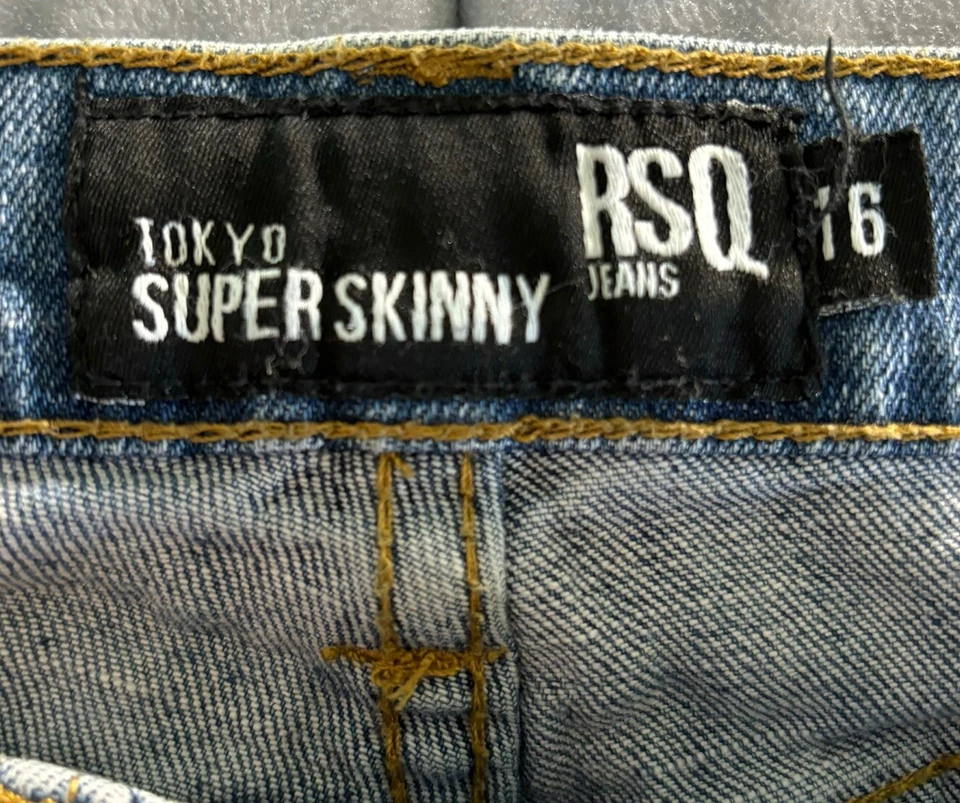 RSQ
JEANS
TOKYO
SUPER SKINNY
16